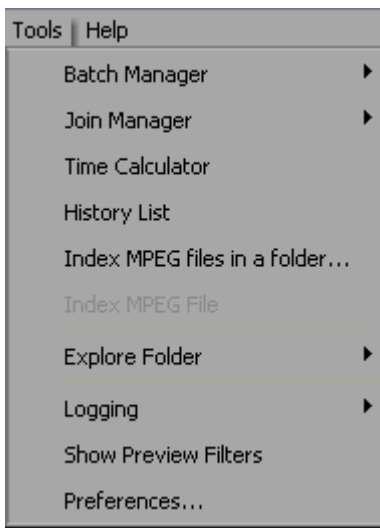 Tools Help
Batch Manager
Join Manager
Time Calculator
History List
Index MPEG files in a folder...
Index MPEG File
Explore Folder
Logging
Show Preview Filters
Preferences...